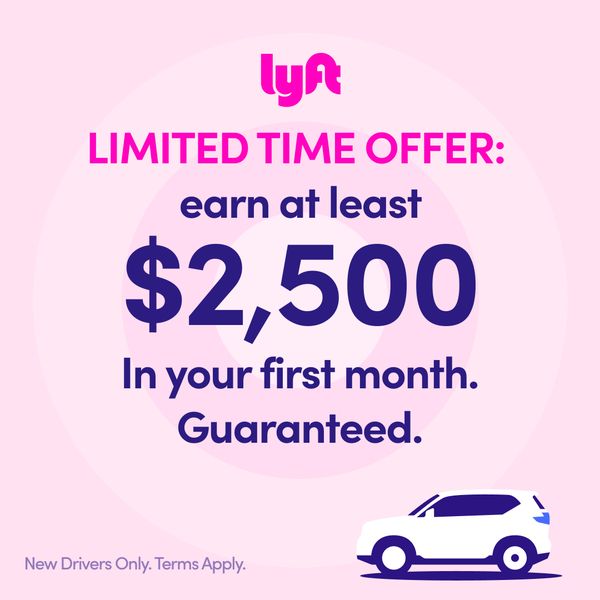 lyft
LIMITED TIME OFFER:
earn at least
$2,500
In your first month.
Guaranteed.
New Drivers Only. Terms Apply.